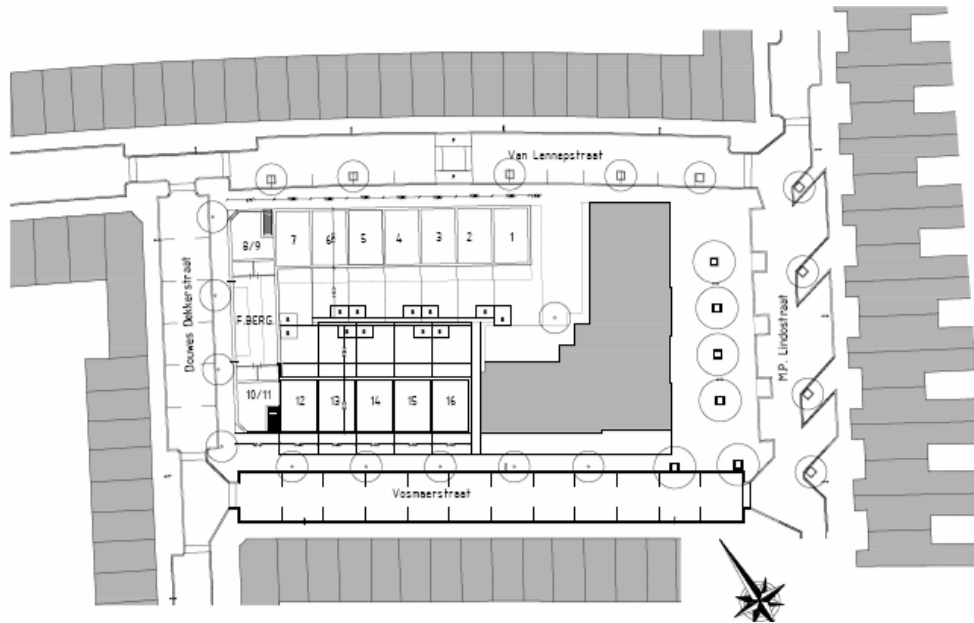 Van Lennepstraat
8/9
7
6
5
4
3
2
1
Douwes Dekkerstraat
F.BERG.
M.P. Lindostraat
10/11
12
13
14
15
16
Vosmaerstraat